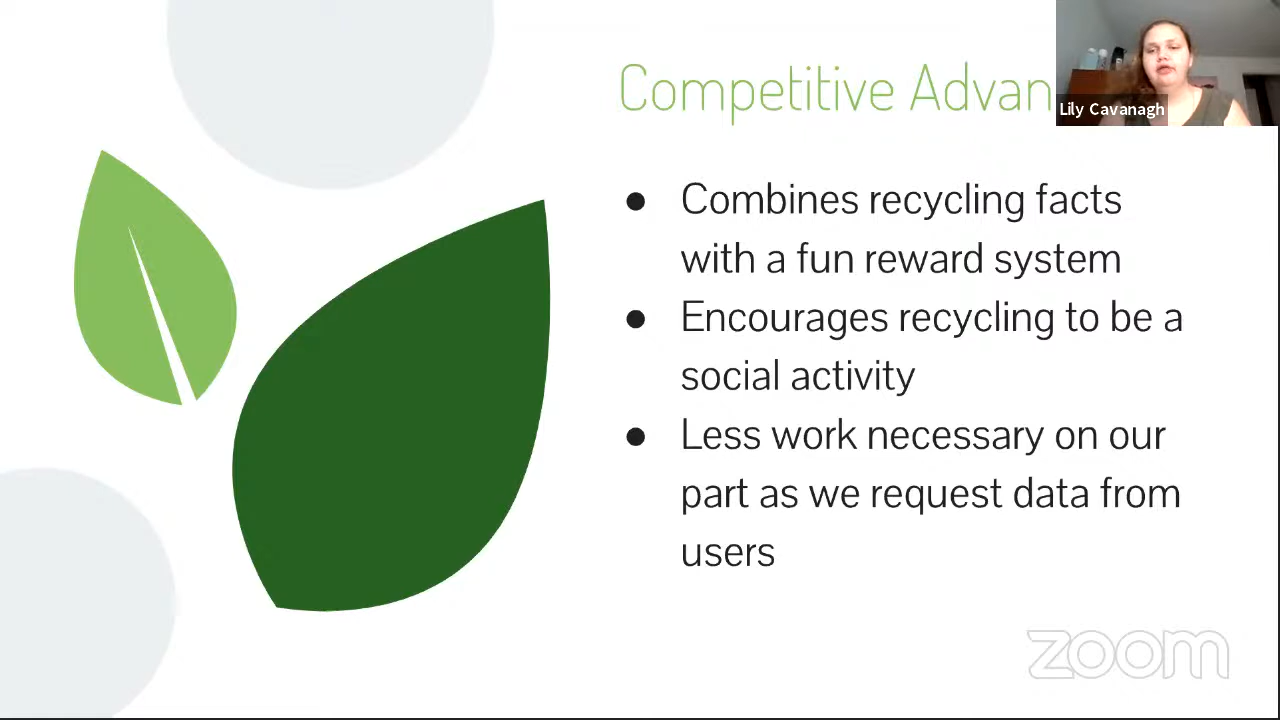 Competitive Advan
Lily Cavanagh
● Combines recycling facts
with a fun reward system
● Encourages recycling to be a
social activity
● Less work necessary on our
part as we request data from
users
zoom